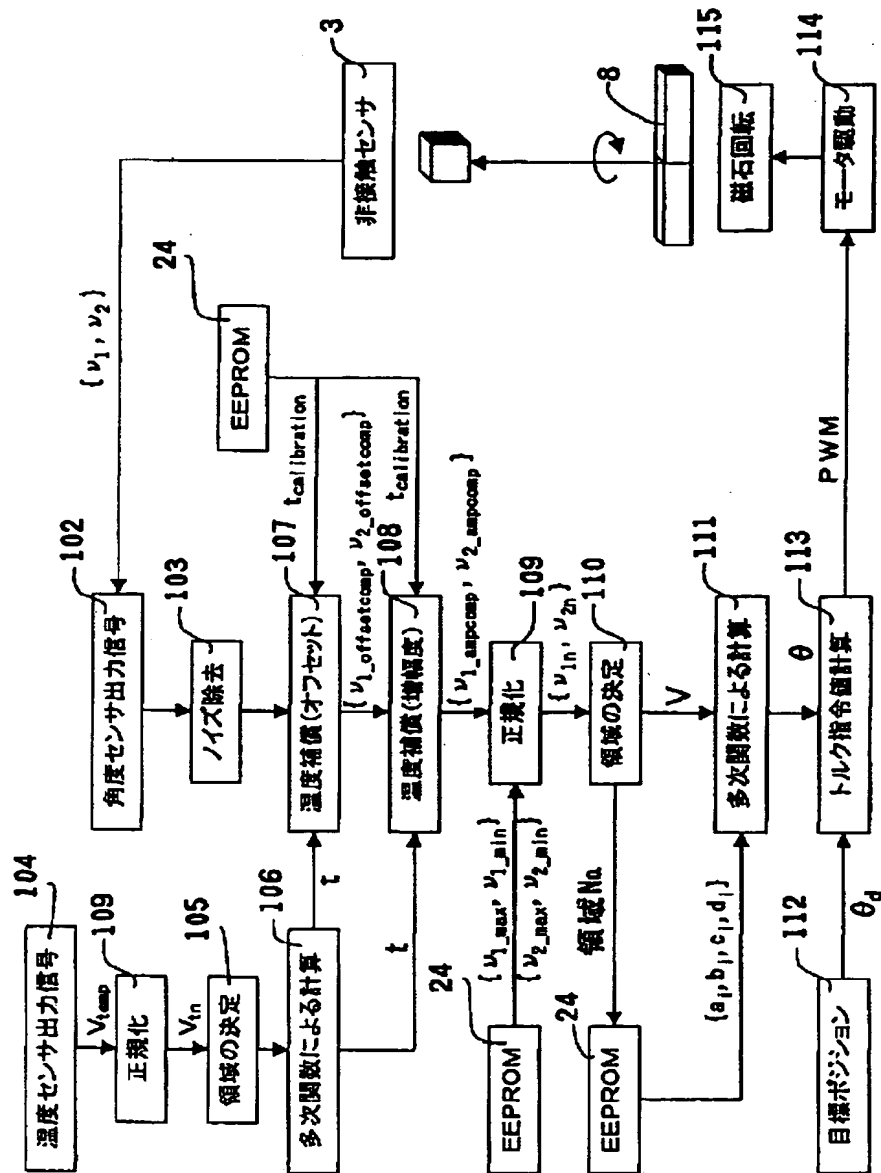 104
温度センサ出力信号
Vtemp
109
正規化
Vtn
105
領域の決定
106
多次関数による計算
t
t
102
角度センサ出力信号
{ν1, ν2}
103
ノイズ除去
107
温度補償(オフセット)
{ν1_offsetcomp, ν2_offsetcomp}
108
温度補償(増幅度)
{ν1_ampcomp, ν2_ampcomp}
24
EEPROM
tcalibration
tcalibration
3
非接触センサ
8
24
EEPROM
{ν1_max, ν1_min}
{ν2_max, ν2_min}
109
正規化
{ν1n, ν2n}
110
領域の決定
領域No.
V
24
EEPROM
{ai, bi, ci, di}
111
多次関数による計算
θ
112
目標ポジション
θd
113
トルク指令値計算
PWM
114
モータ駆動
115
磁石回転